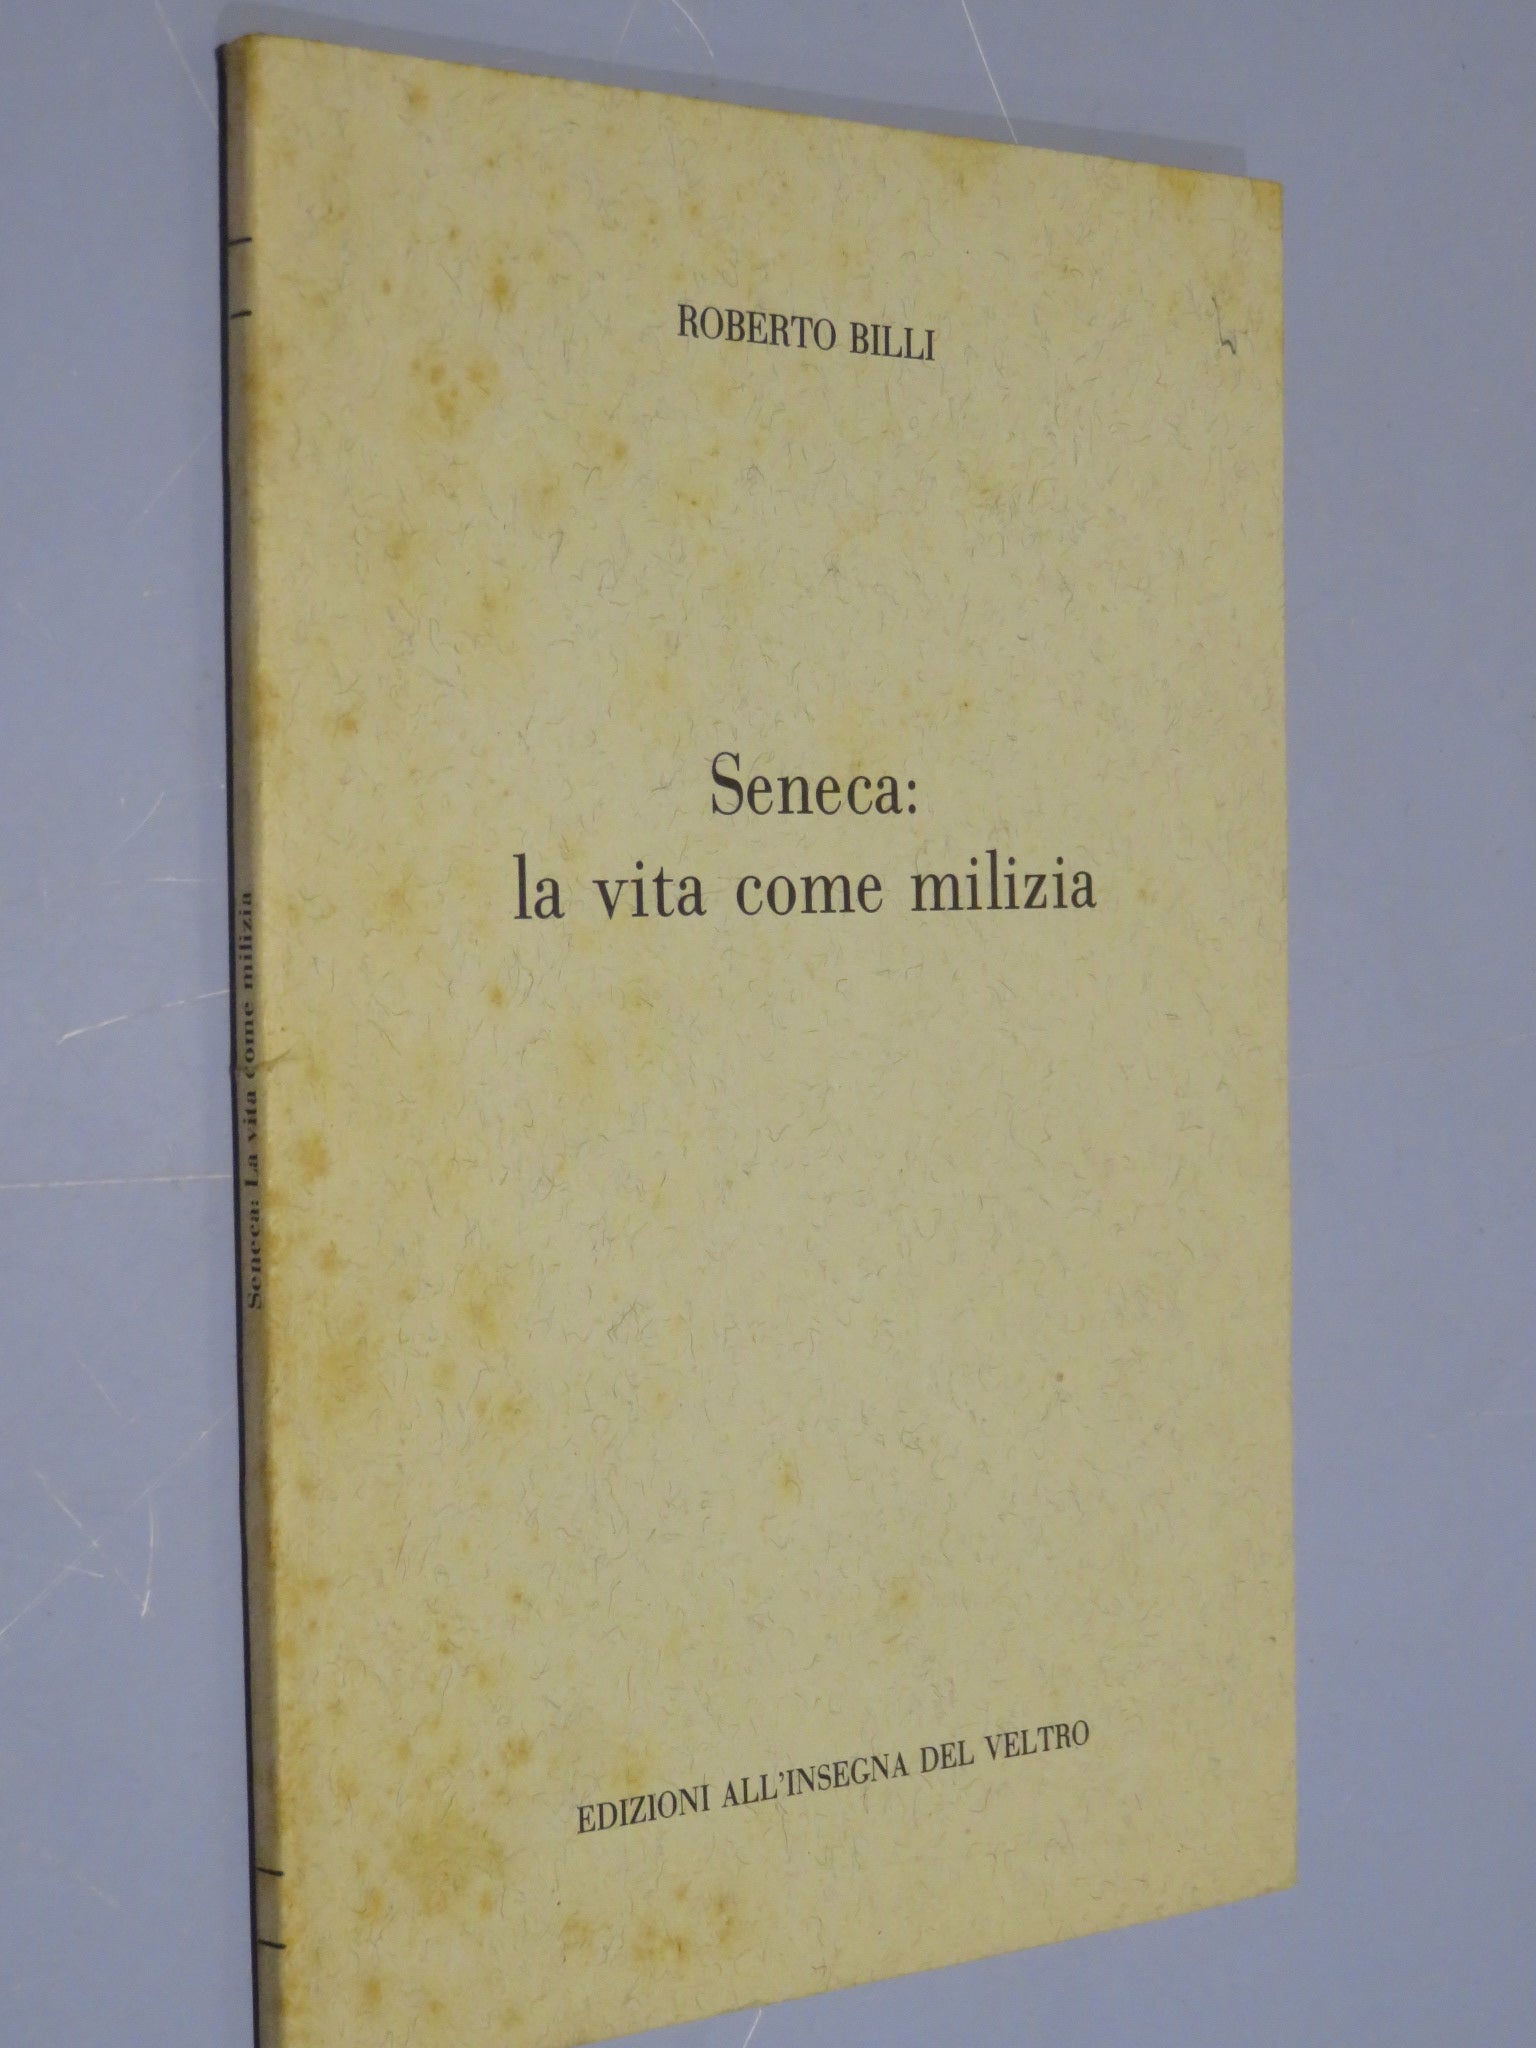 ROBERTO BILLI
Seneca:
la vita come milizia
EDIZIONI ALL'INSEGNA DEL VELTRO
Seneca: La vita come milizia